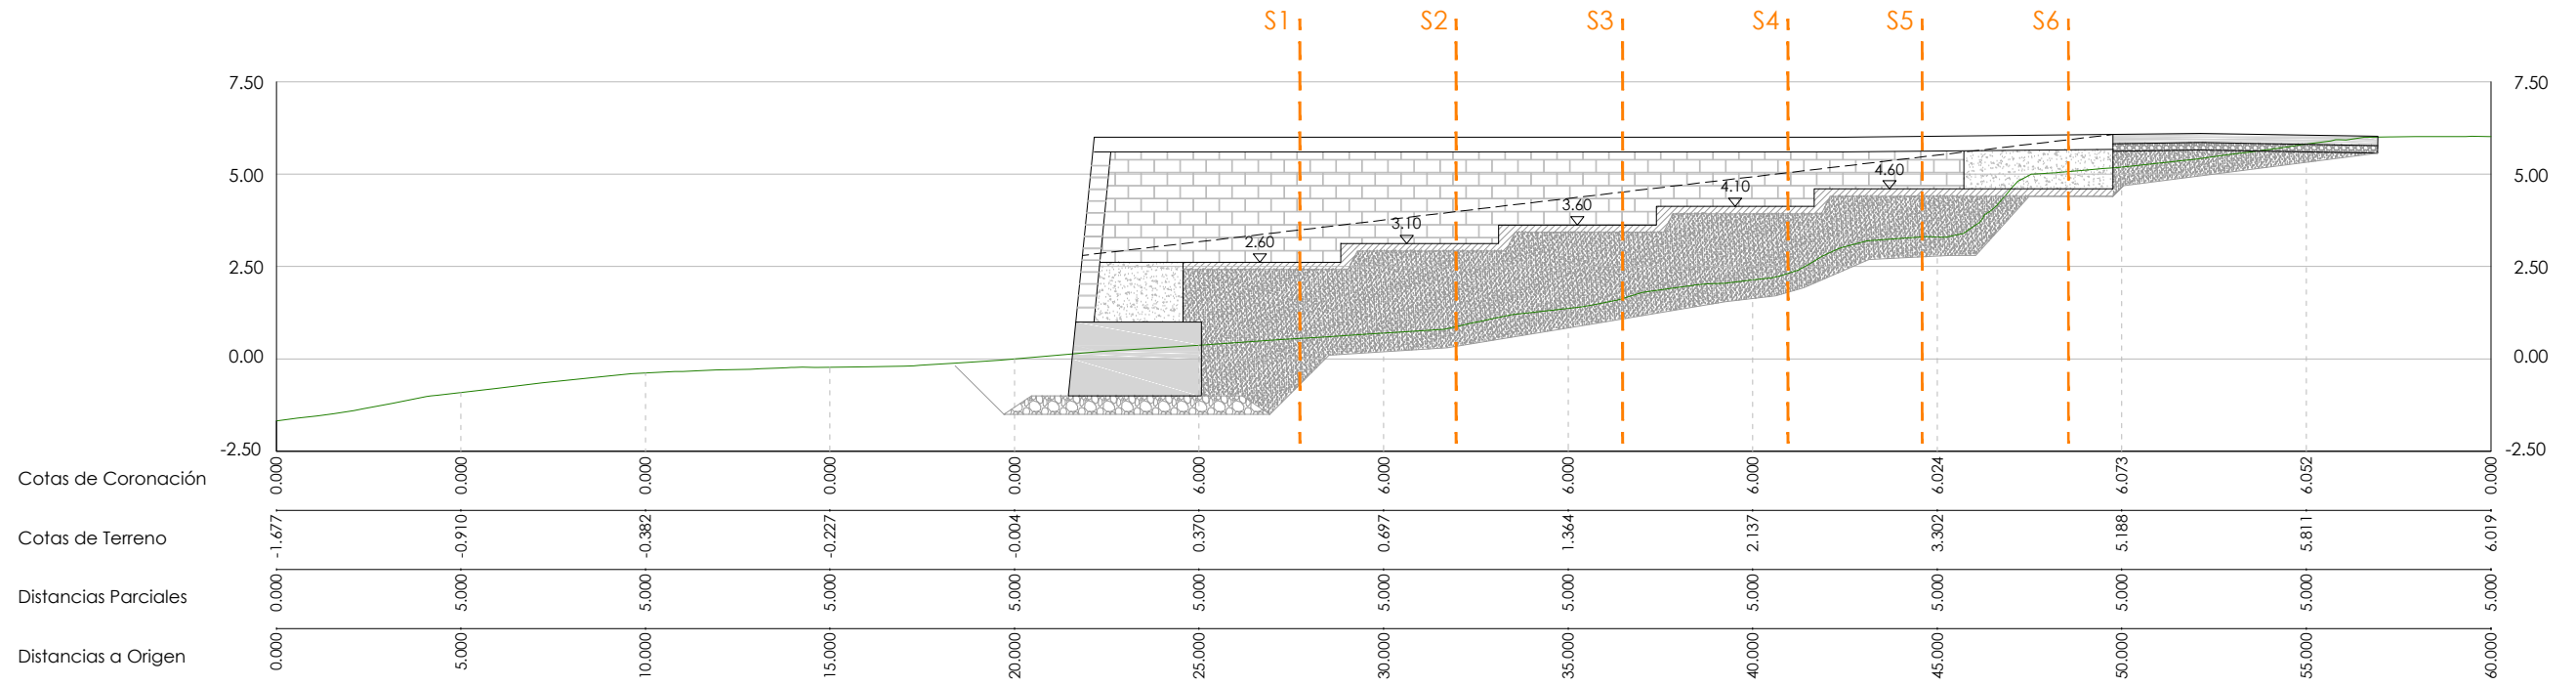 S1 S2 S3 S4 S5 S6
7.50 7.50
5.00 5.00
4.60
4.10
3.60
3.10
2.60
2.50 2.50
0.00 0.00
-2.50 -2.50
Cotas de Coronación 0.000 0.000 0.000 0.000 0.000 6.000 6.000 6.000 6.000 6.024 6.073 6.052 0.000
Cotas de Terreno -1.677 -0.910 -0.382 -0.227 -0.004 0.370 0.697 1.364 2.137 3.302 5.188 5.811 6.019
Distancias Parciales 0.000 5.000 5.000 5.000 5.000 5.000 5.000 5.000 5.000 5.000 5.000 5.000 5.000
Distancias a Origen 0.000 5.000 10.000 15.000 20.000 25.000 30.000 35.000 40.000 45.000 50.000 55.000 60.000